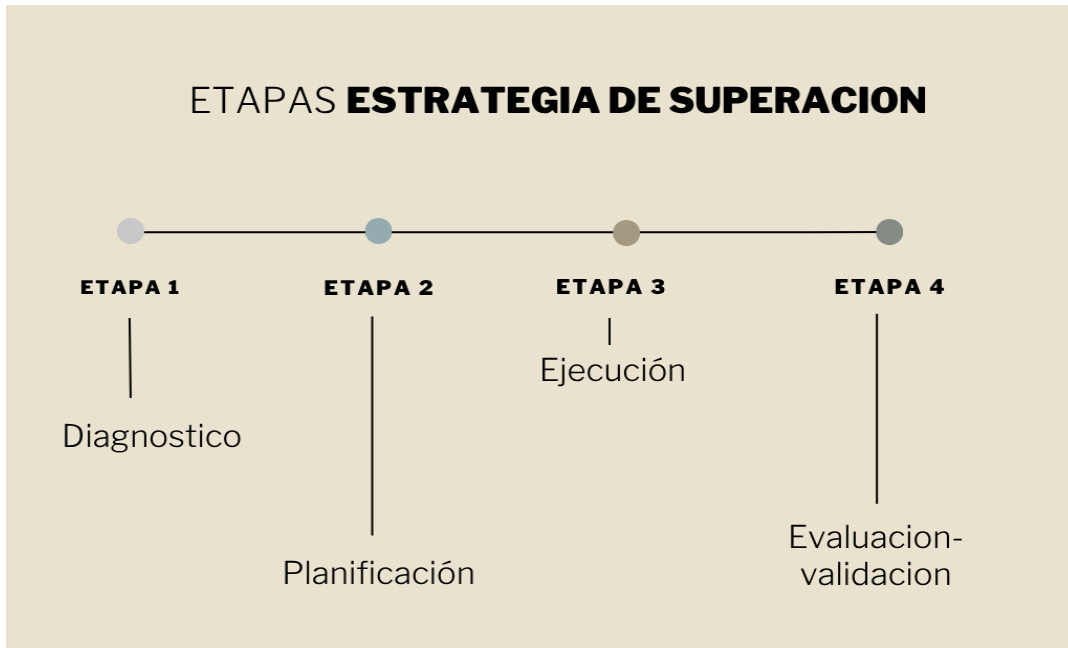 ETAPAS ESTRATEGIA DE SUPERACION
ETAPA 1
ETAPA 2
ETAPA 3
ETAPA 4
Diagnostico
Planificación
Ejecución
Evaluacion-
validacion